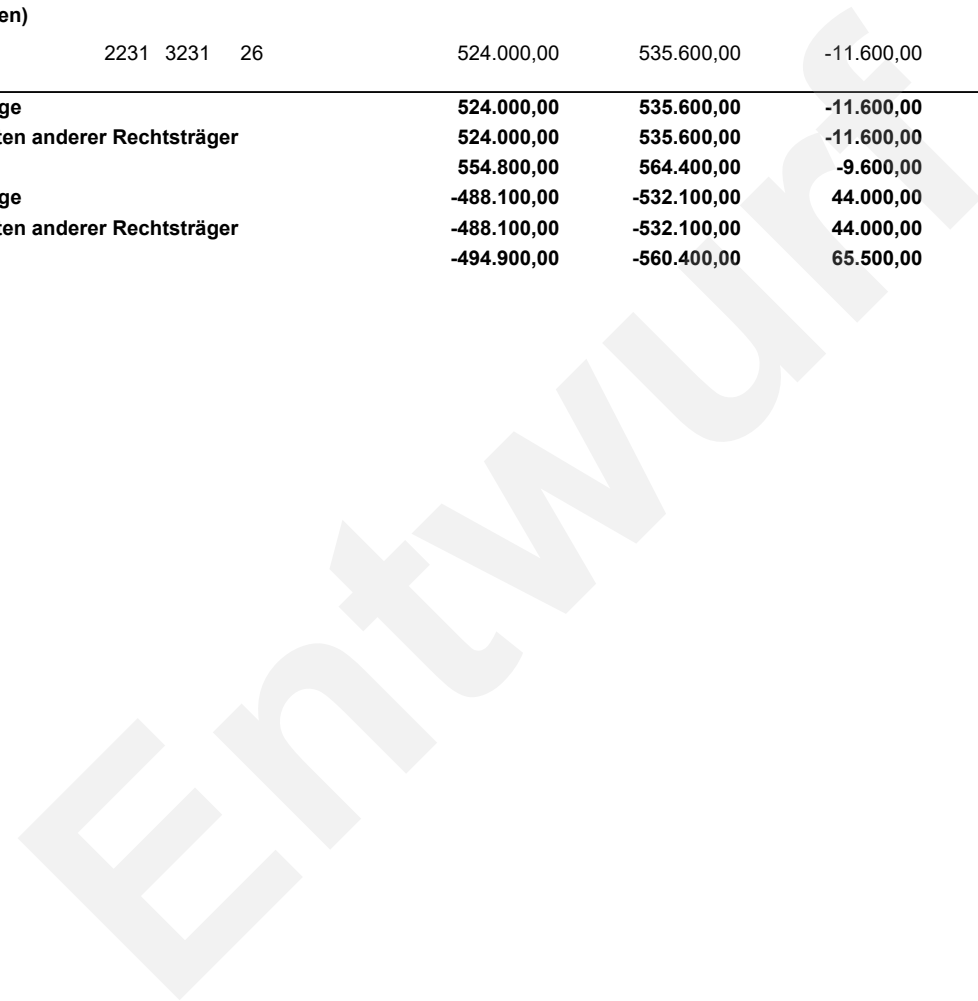 en)
2231 3231 26 524.000,00 535.600,00 -11.600,00
ge 524.000,00 535.600,00 -11.600,00
ten anderer Rechtsträger 524.000,00 535.600,00 -11.600,00
554.800,00 564.400,00 -9.600,00
ge -488.100,00 -532.100,00 44.000,00
ten anderer Rechtsträger -488.100,00 -532.100,00 44.000,00
-494.900,00 -560.400,00 65.500,00
Entwurf